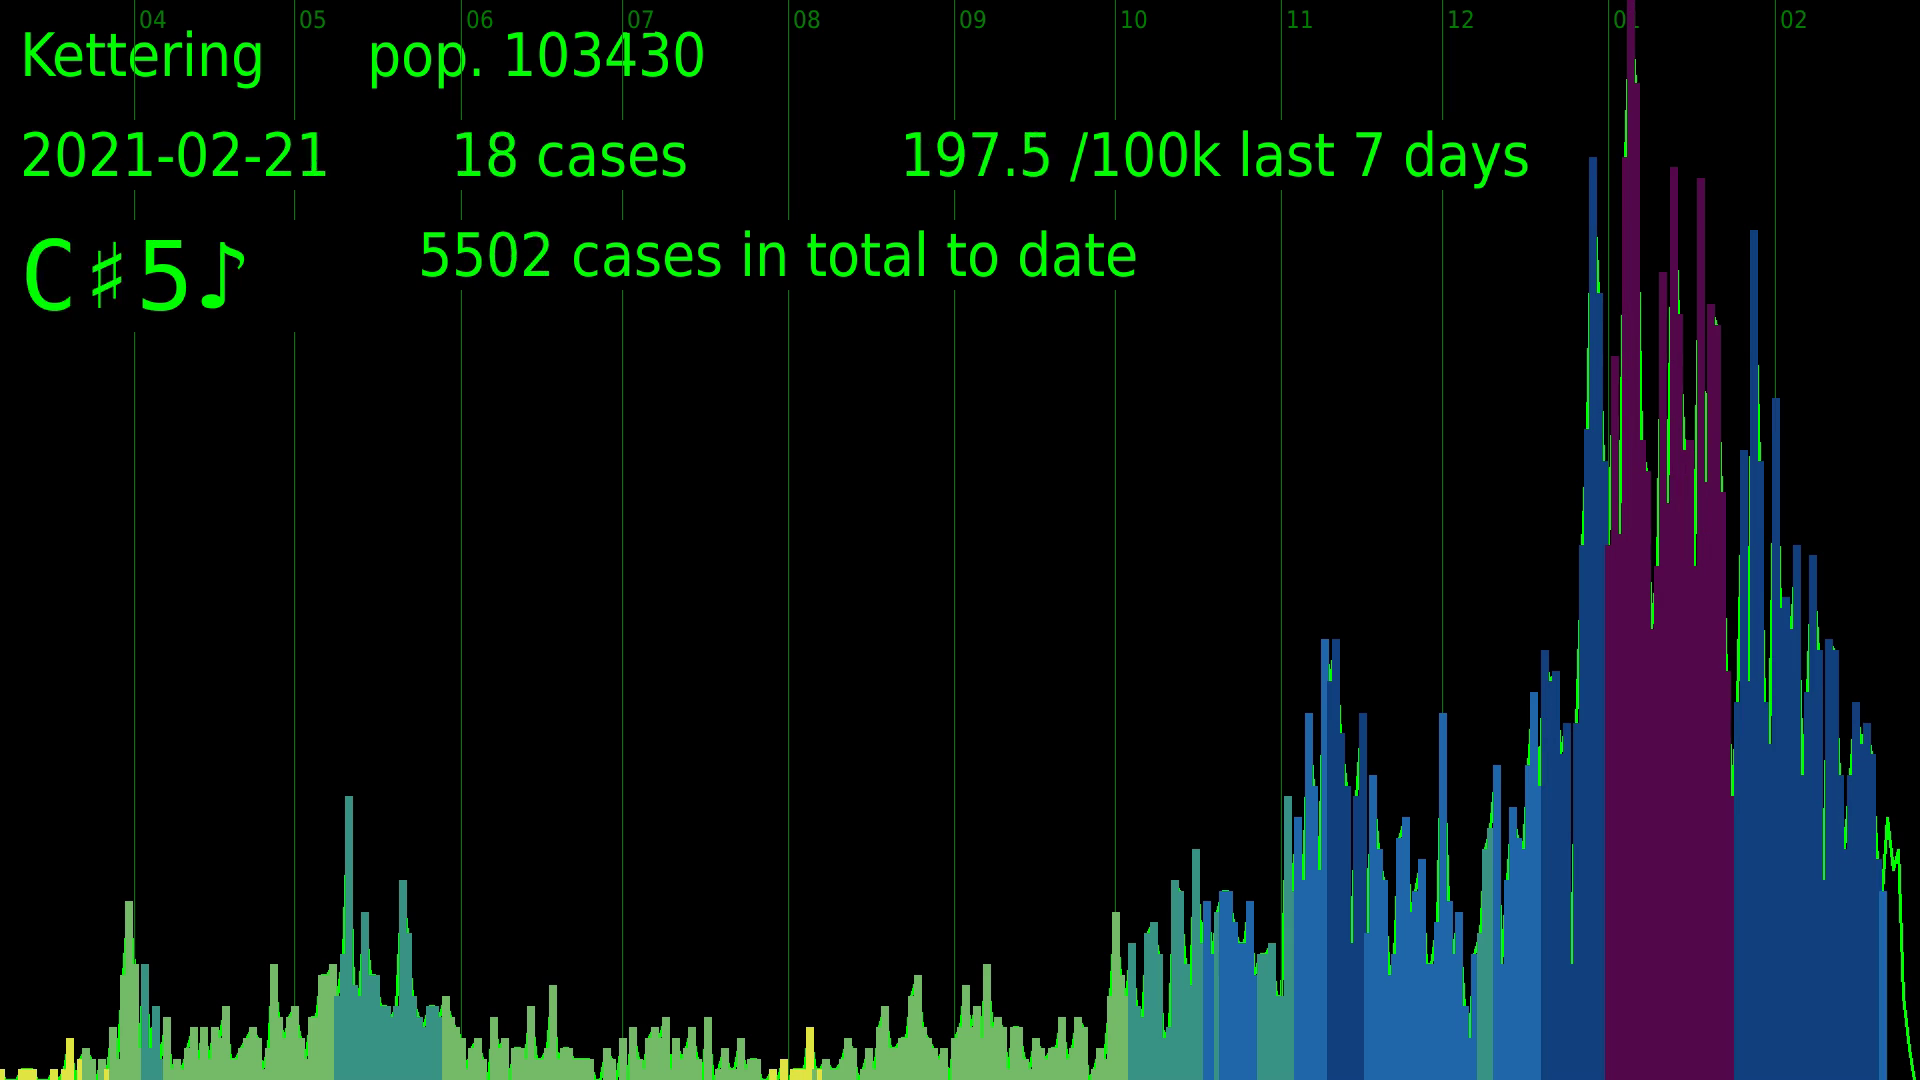 04 05 06 07 08 09 10 11 12 01 02
Kettering pop. 103430
2021-02-21 18 cases 197.5 /100k last 7 days
C♯5♪ 5502 cases in total to date